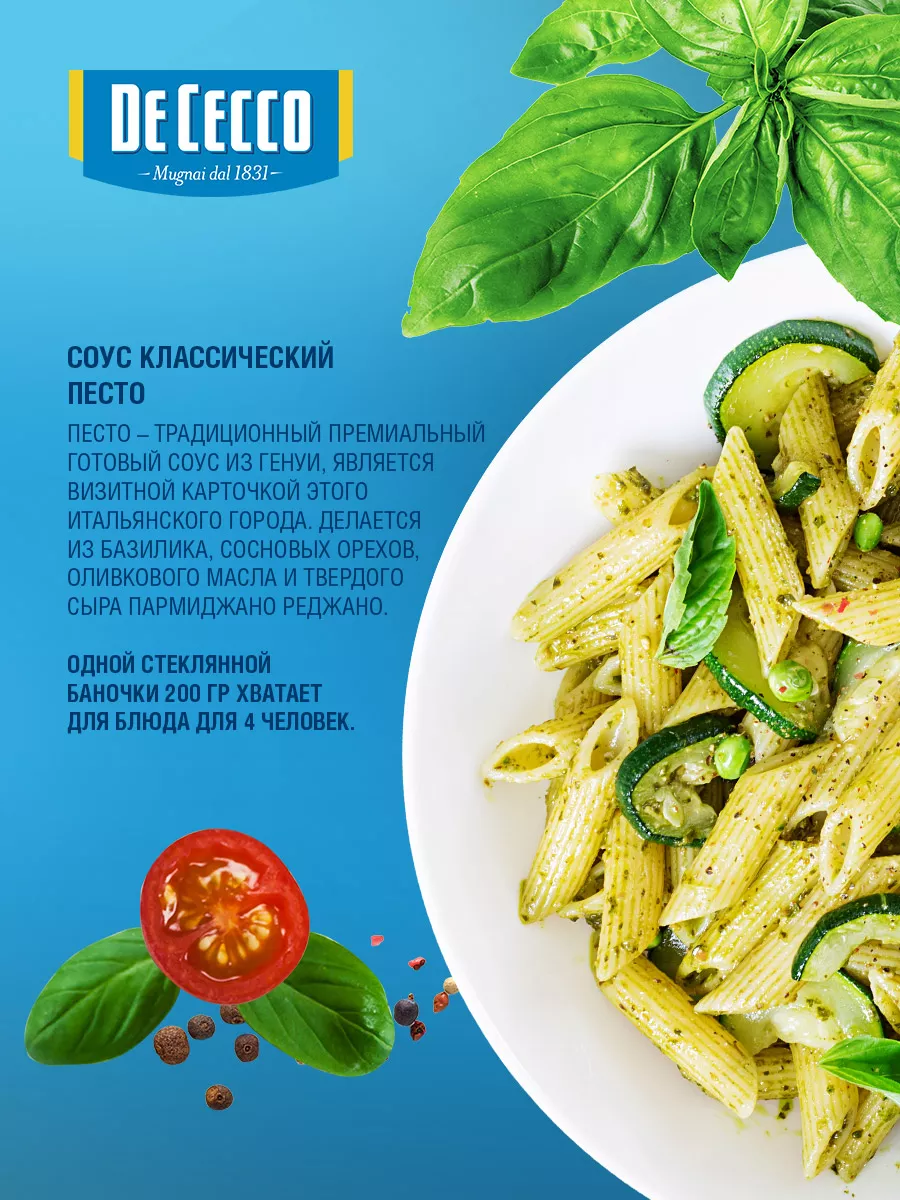 DE CECCO
Mugnai dal 1831
СОУС КЛАССИЧЕСКИЙ
ПЕСТО
ПЕСТО – ТРАДИЦИОННЫЙ ПРЕМИАЛЬНЫЙ
ГОТОВЫЙ СОУС ИЗ ГЕНУИ, ЯВЛЯЕТСЯ
ВИЗИТНОЙ КАРТОЧКОЙ ЭТОГО
ИТАЛЬЯНСКОГО ГОРОДА. ДЕЛАЕТСЯ
ИЗ БАЗИЛИКА, СОСНОВЫХ ОРЕХОВ,
ОЛИВКОВОГО МАСЛА И ТВЕРДОГО
СЫРА ПАРМИДЖАНО РЕДЖАНО.
ОДНОЙ СТЕКЛЯННОЙ
БАНОЧКИ 200 ГР ХВАТАЕТ
ДЛЯ БЛЮДА ДЛЯ 4 ЧЕЛОВЕК.